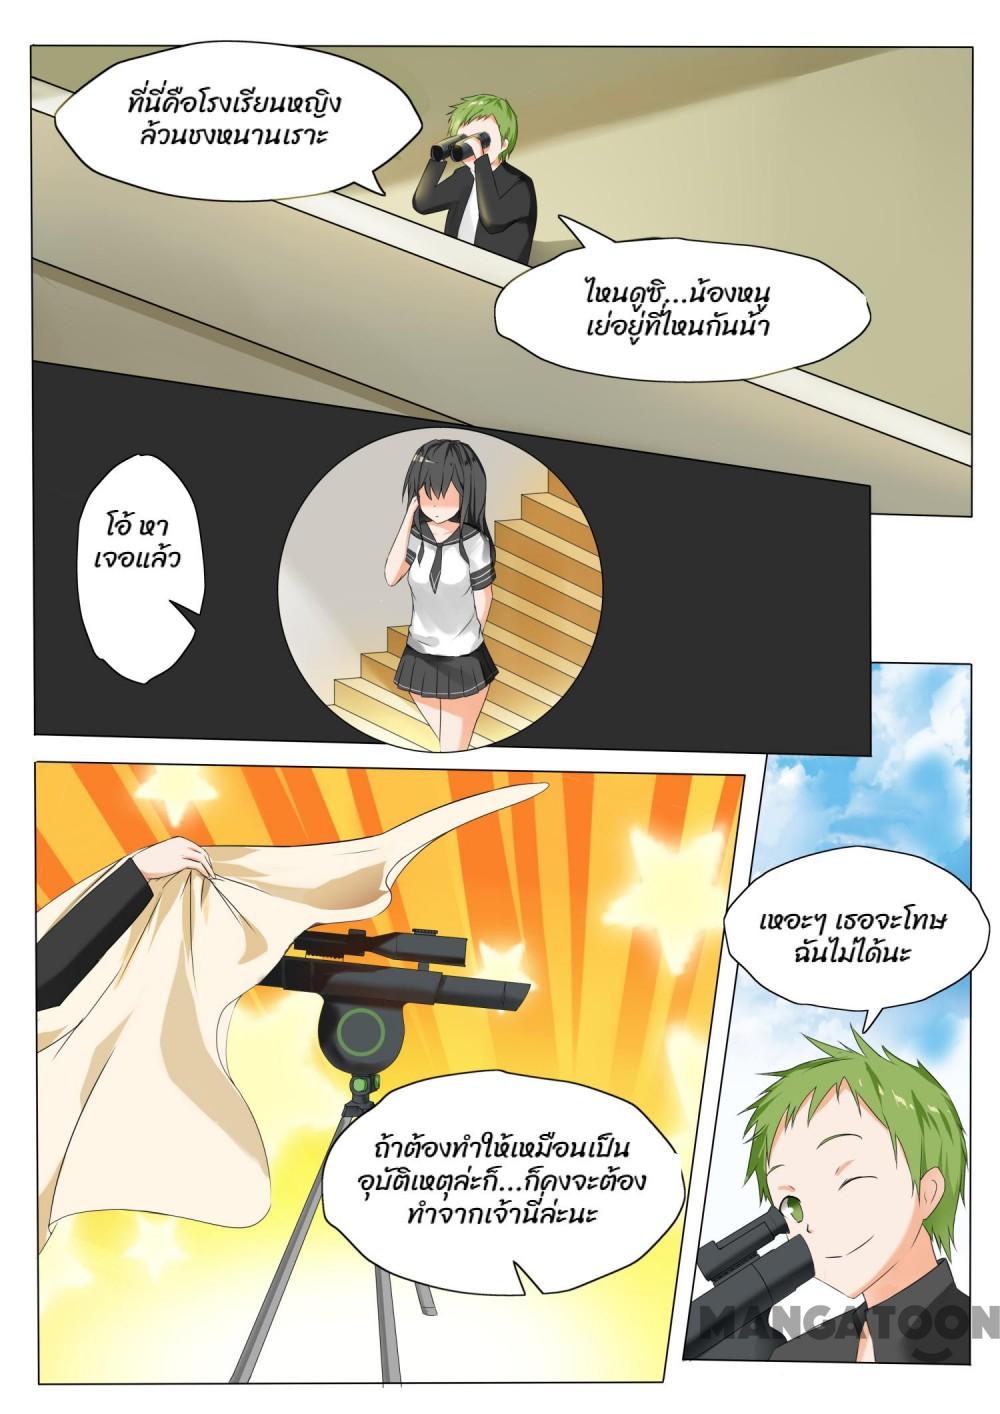 ที่นี่คือโรงเรียนหญิง
ล้วนชงหนานเราะ
ไหนดูซิ...น้องหนู
เย่อยู่ที่ไหนกันน้า
โอ้ หา
เจอแล้ว
เหอะๆ เธอจะโทษ
ฉันไม่ได้นะ
ถ้าต้องทำให้เหมือนเป็น
อุบัติเหตุล่ะก็...ก็คงจะต้อง
ทำจากเจ้านี่ล่ะนะ
MANGATOON